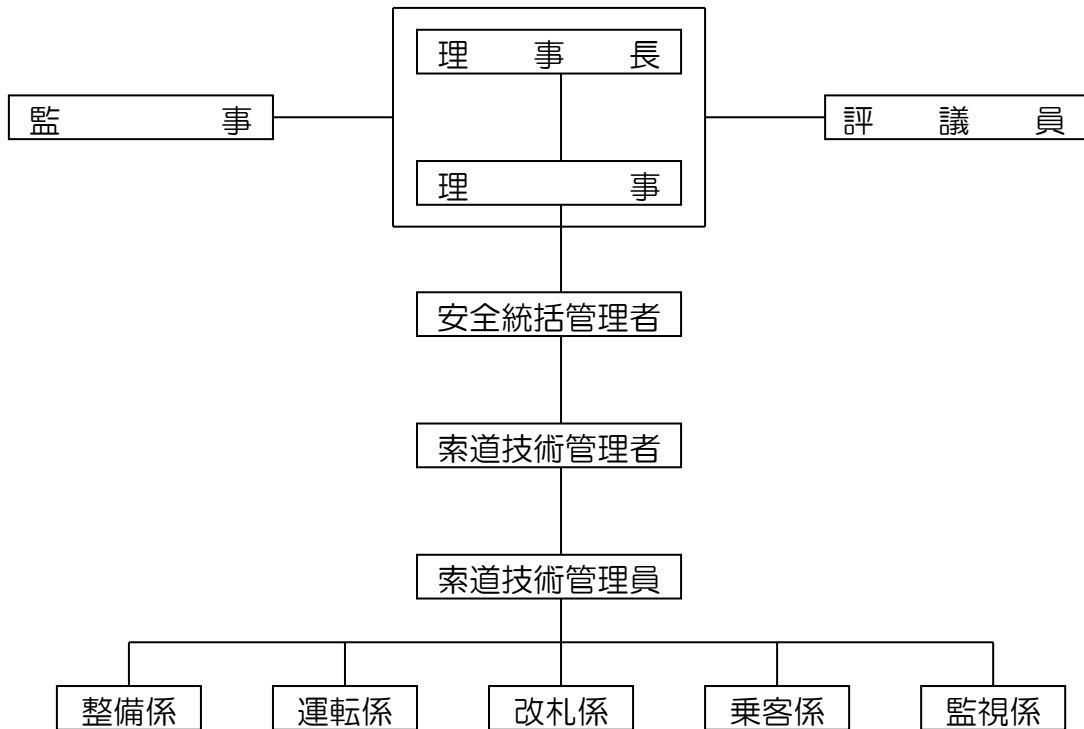 理事長
監事
評議員
理事
安全統括管理者
索道技術管理者
索道技術管理員
整備係
運転係
改札係
乗客係
監視係